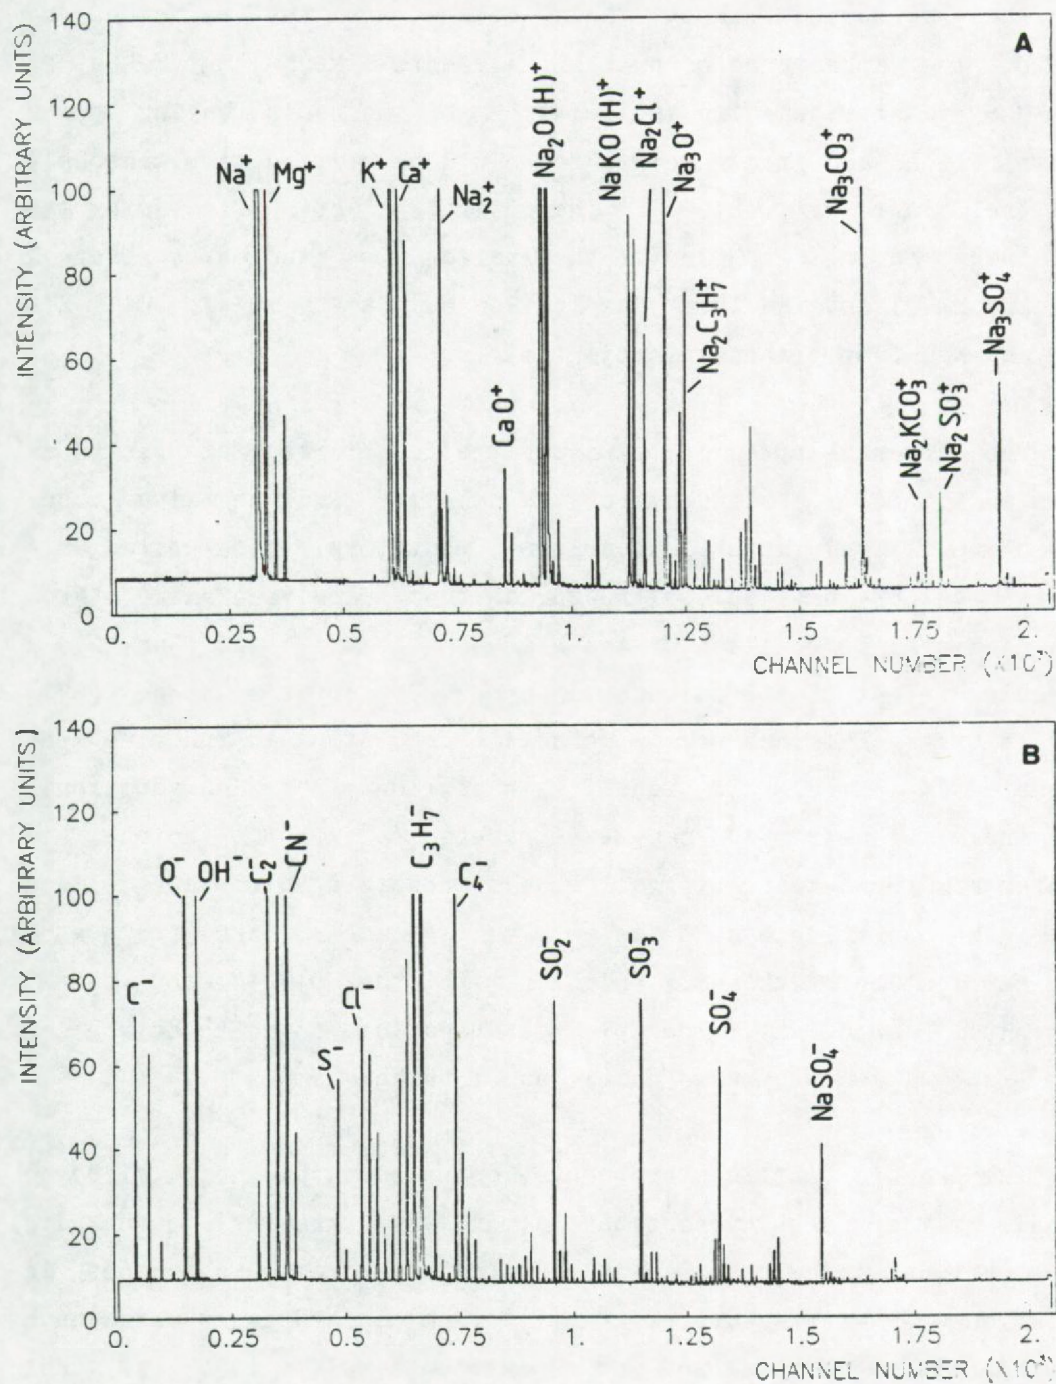 INTENSITY (ARBITRARY UNITS)
140
120
100
80
60
40
20
0
A
Na⁺
Mg⁺
K⁺
Ca⁺
Na₂⁺
CaO⁺
Na₂O(H)⁺
NaKO(H)⁺
Na₂Cl⁺
Na₃O⁺
Na₂C₃H₇⁺
Na₃CO₃⁺
Na₂KCO₃⁺
Na₂SO₃⁺
Na₃SO₄⁺
0. 0.25 0.5 0.75 1. 1.25 1.5 1.75 2.
CHANNEL NUMBER (X10³)
INTENSITY (ARBITRARY UNITS)
140
120
100
80
60
40
20
0
B
C⁻
O⁻
OH⁻
C₂⁻
CN⁻
S⁻
Cl⁻
C₃H₇⁻
C₄⁻
SO₂⁻
SO₃⁻
SO₄⁻
NaSO₄⁻
0. 0.25 0.5 0.75 1. 1.25 1.5 1.75 2.
CHANNEL NUMBER (X10³)